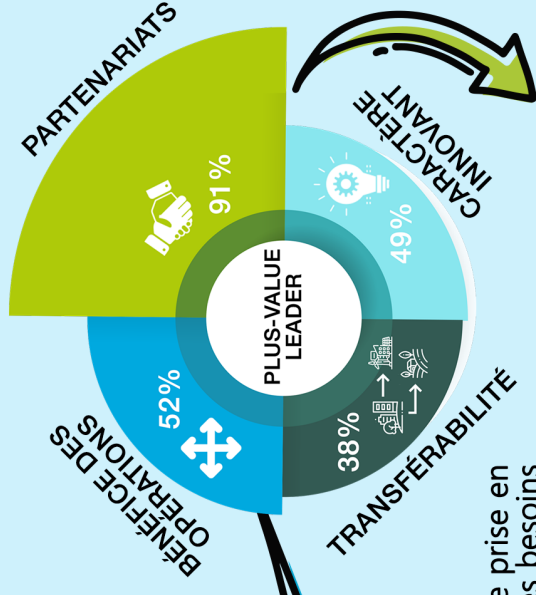 PARTENARIATS
91%
CARACTÈRE
INNOVANT
49%
PLUS-VALUE
LEADER
52%
BÉNÉFICE DES
OPÉRATIONS
38%
TRANSFÉRABILITÉ
prise en
besoins